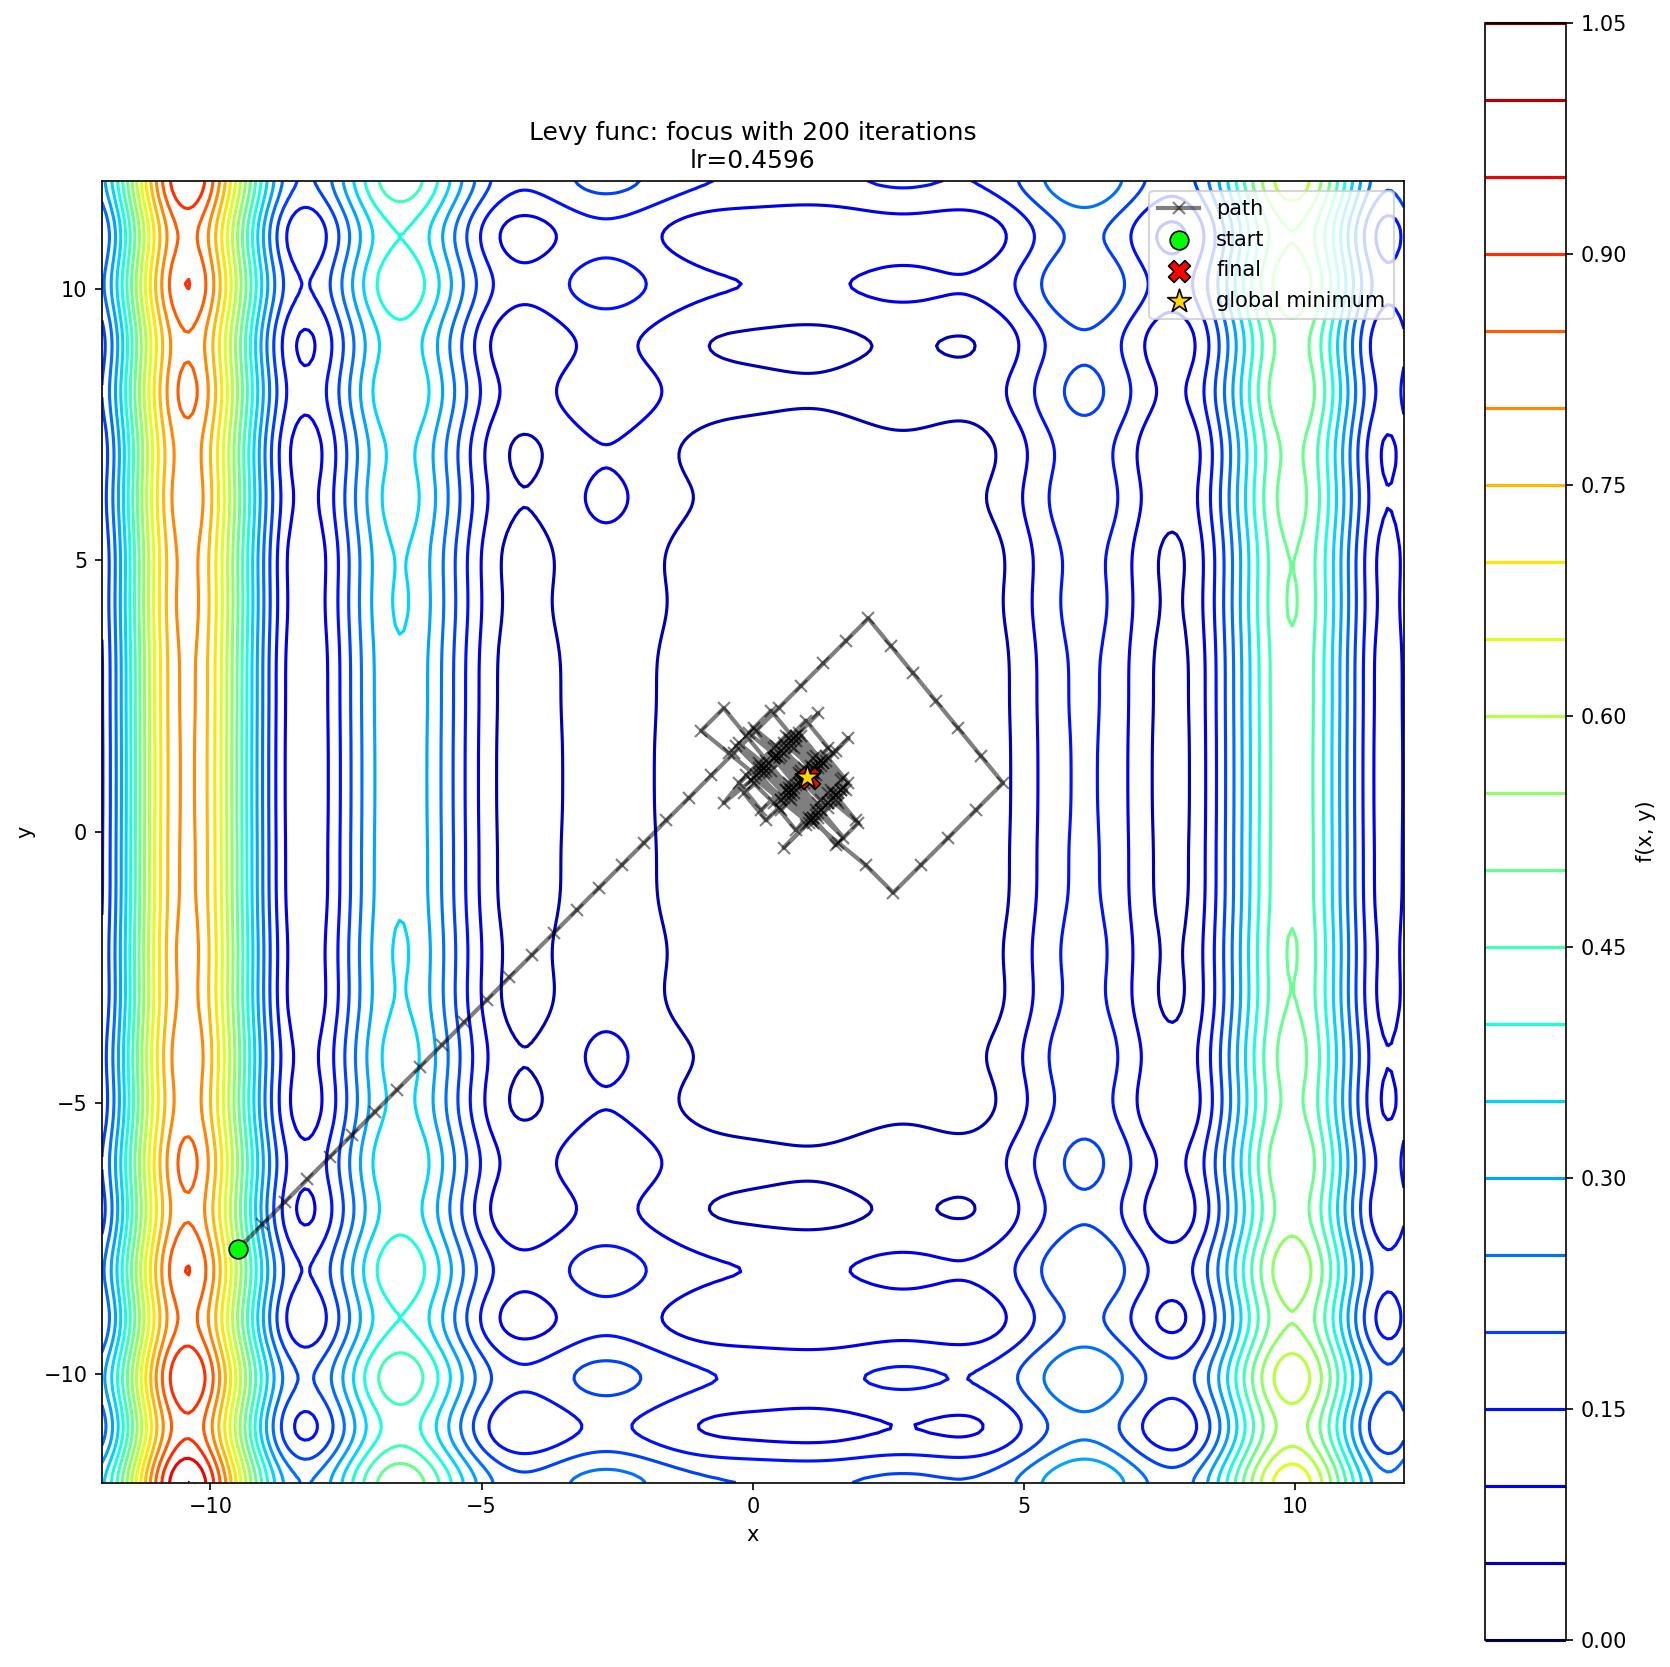 Levy func: focus with 200 iterations
lr=0.4596
path
start
final
global minimum
10
5
0
−5
−10
y
−10
−5
0
5
10
x
1.05
0.90
0.75
0.60
0.45
0.30
0.15
0.00
f(x, y)